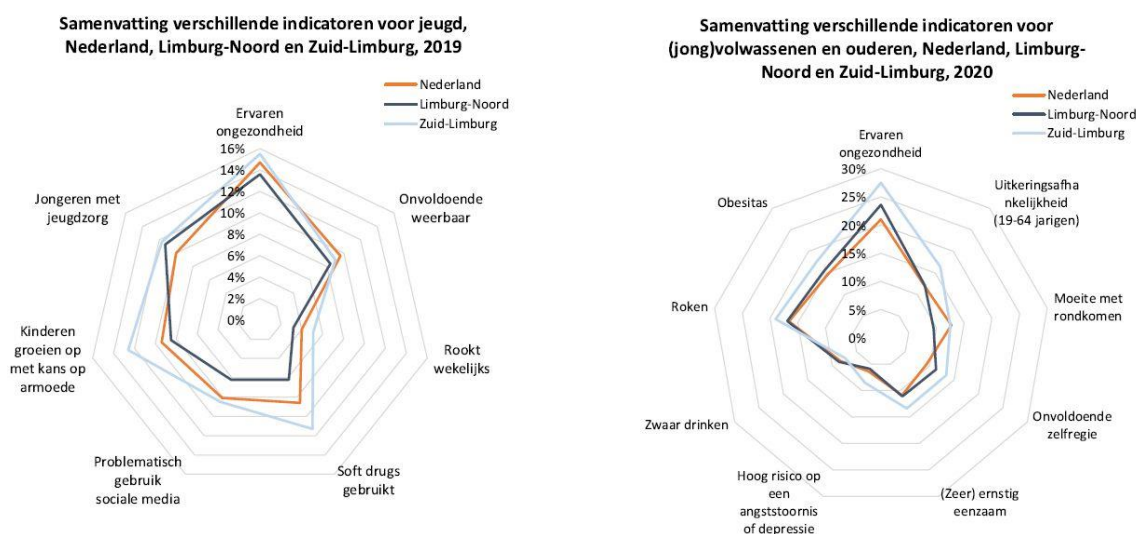 Samenvatting verschillende indicatoren voor jeugd,
Nederland, Limburg-Noord en Zuid-Limburg, 2019
Nederland
Limburg-Noord
Zuid-Limburg
Ervaren
ongezondheid
16%
14%
12%
10%
8%
6%
4%
2%
0%
Onvoldoende
weerbaar
Rookt
wekelijks
Soft drugs
gebruikt
Problematisch
gebruik
sociale media
Kinderen
groeien op
met kans op
armoede
Jongeren met
jeugdzorg
Samenvatting verschillende indicatoren voor
(jong)volwassenen en ouderen, Nederland, Limburg-
Noord en Zuid-Limburg, 2020
Nederland
Limburg-Noord
Zuid-Limburg
Ervaren
ongezondheid
30%
25%
20%
15%
10%
5%
0%
Uitkeringsafha
nkelijkheid
(19-64 jarigen)
Moeite met
rondkomen
Onvoldoende
zelfregie
(Zeer) ernstig
eenzaam
Hoog risico op
een
angststoornis
of depressie
Zwaar drinken
Roken
Obesitas